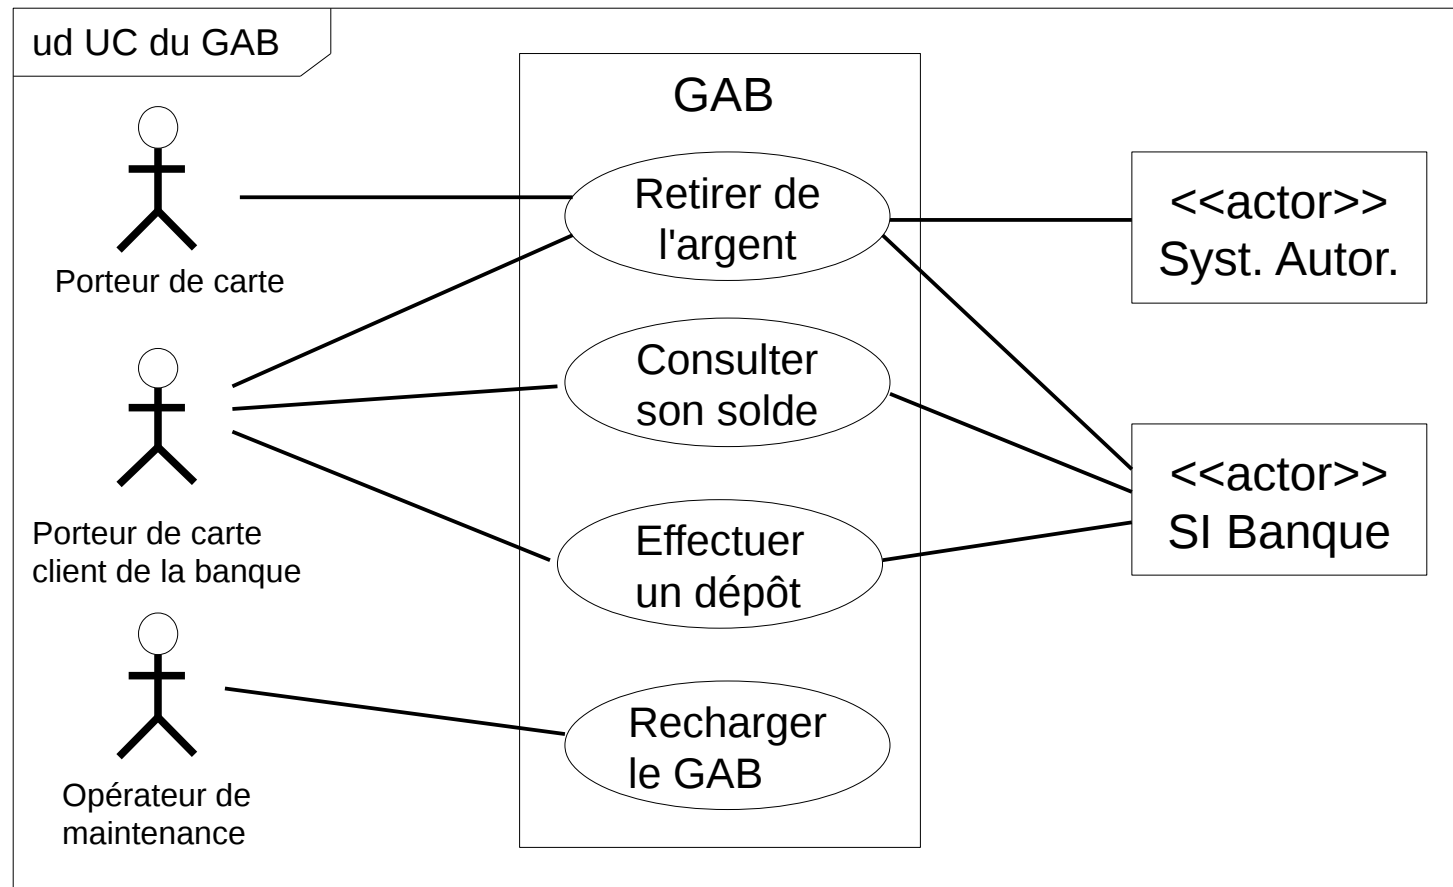 ud UC du GAB
GAB
Porteur de carte
Retirer de
l'argent
<<actor>>
Syst. Autor.
Porteur de carte
client de la banque
Consulter
son solde
<<actor>>
SI Banque
Effectuer
un dépôt
Opérateur de
maintenance
Recharger
le GAB